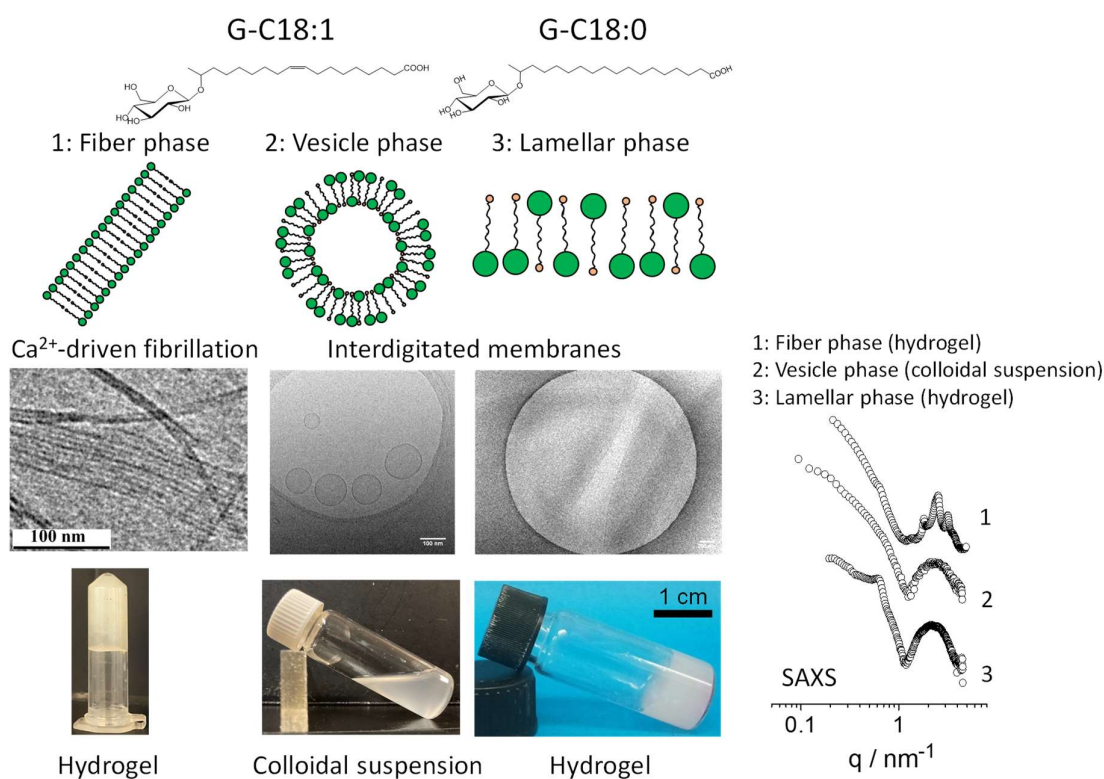 G-C18:1
G-C18:0
COOH
O
HO
O
HO
HO
OH
COOH
O
OH
O
HO
HO
OH
1: Fiber phase
2: Vesicle phase
3: Lamellar phase
Ca²⁺-driven fibrillation
Interdigitated membranes
1: Fiber phase (hydrogel)
2: Vesicle phase (colloidal suspension)
3: Lamellar phase (hydrogel)
100 nm
100 nm
1
2
3
1 cm
SAXS
0.1
1
q / nm⁻¹
Hydrogel
Colloidal suspension
Hydrogel